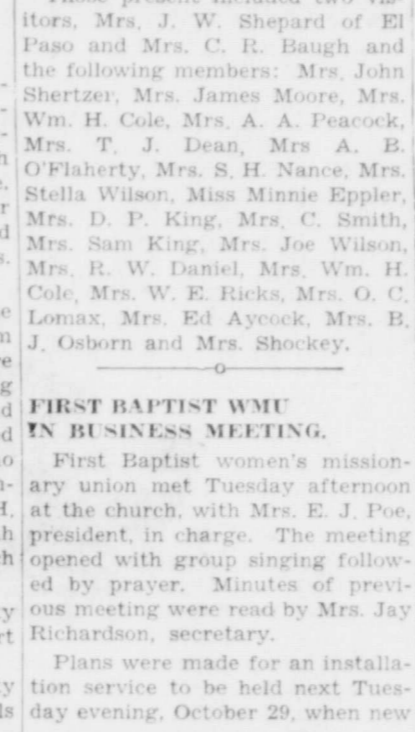 Those present included two vis-
itors, Mrs. J. W. Shepard of El
Paso and Mrs. C. R. Baugh and
the following members: Mrs. John
Shertzer, Mrs. James Moore, Mrs.
Wm. H. Cole, Mrs. A. A. Peacock,
Mrs. T. J. Dean, Mrs A. B.
O'Flaherty, Mrs. S. H. Nance, Mrs.
Stella Wilson, Miss Minnie Eppler,
Mrs. D. P. King, Mrs. C. Smith,
Mrs. Sam King, Mrs. Joe Wilson,
Mrs. R. W. Daniel, Mrs. Wm. H.
Cole, Mrs. W. E. Ricks, Mrs. O. C.
Lomax, Mrs. Ed Aycock, Mrs. B.
J. Osborn and Mrs. Shockey.
FIRST BAPTIST WMU
IN BUSINESS MEETING.
First Baptist women's mission-
ary union met Tuesday afternoon
at the church, with Mrs. E. J. Poe,
president, in charge. The meeting
opened with group singing follow-
ed by prayer. Minutes of previ-
ous meeting were read by Mrs. Jay
Richardson, secretary.
Plans were made for an installa-
tion service to be held next Tues-
day evening, October 29, when new